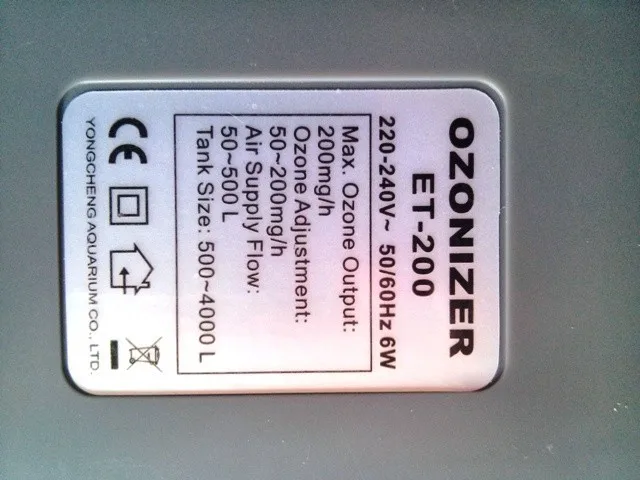 OZONIZER
ET-200
220-240V~ 50/60Hz 6W
Max. Ozone Output:
200mg/h
Ozone Adjustment:
50~200mg/h
Air Supply Flow:
50~500 L
Tank Size: 500~4000 L
CE
YONGCHENG AQUARIUM CO., LTD.